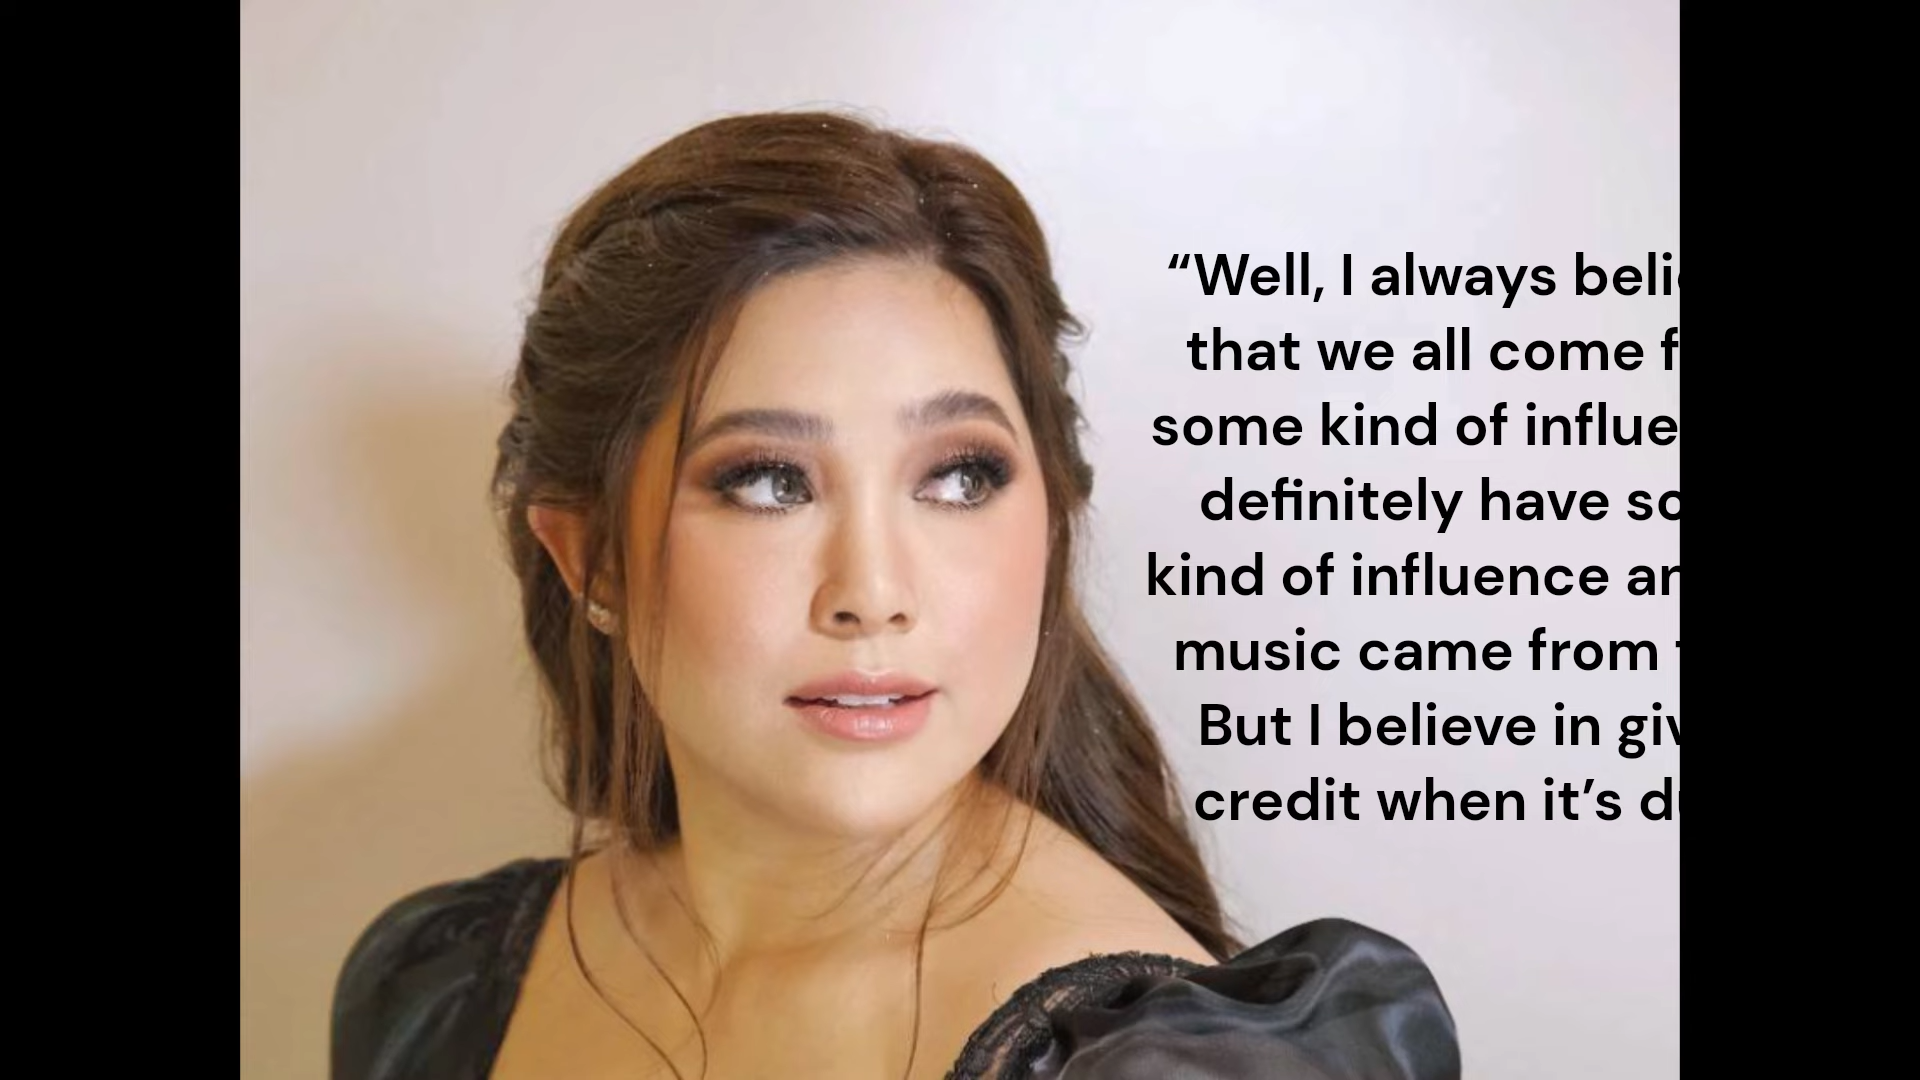 “Well, I always
that we all come
some kind of
definitely have
kind of influence
music came from
But I believe in
credit when it’s